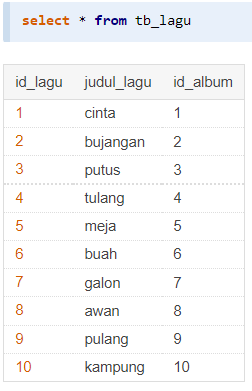 select * from tb_lagu
id_lagu judul_lagu id_album
1 cinta 1
2 bujangan 2
3 putus 3
4 tulang 4
5 meja 5
6 buah 6
7 galon 7
8 awan 8
9 pulang 9
10 kampung 10